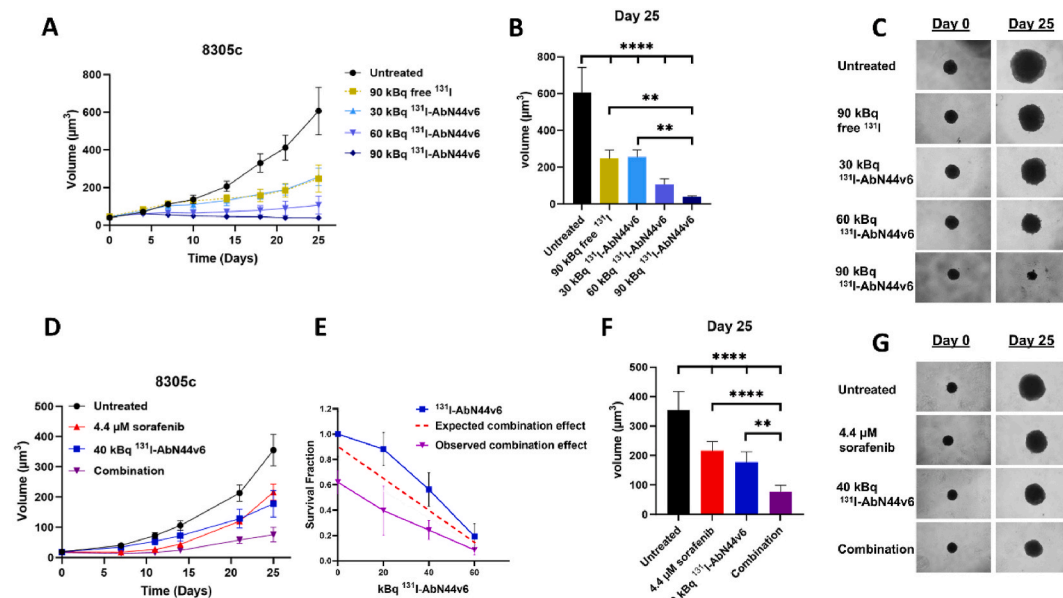 A
8305c
Volume (µm³)
800
600
400
200
0
0
5
10
15
20
25
Time (Days)
Untreated
90 kBq free ¹³¹I
30 kBq ¹³¹I-AbN44v6
60 kBq ¹³¹I-AbN44v6
90 kBq ¹³¹I-AbN44v6
B
Day 25
volume (µm³)
800
600
400
200
0
****
**
**
Untreated
90 kBq free ¹³¹I
30 kBq ¹³¹I-AbN44v6
60 kBq ¹³¹I-AbN44v6
90 kBq ¹³¹I-AbN44v6
C
Day 0
Day 25
Untreated
90 kBq
free ¹³¹I
30 kBq
¹³¹I-AbN44v6
60 kBq
¹³¹I-AbN44v6
90 kBq
¹³¹I-AbN44v6
D
8305c
Volume (µm³)
500
400
300
200
100
0
0
5
10
15
20
25
Time (Days)
Untreated
4.4 µM sorafenib
40 kBq ¹³¹I-AbN44v6
Combination
E
Survival Fraction
1.2
1.0
0.8
0.6
0.4
0.2
0.0
0
20
40
60
kBq ¹³¹I-AbN44v6
¹³¹I-AbN44v6
Expected combination effect
Observed combination effect
F
Day 25
volume (µm³)
500
400
300
200
100
0
****
****
**
Untreated
4.4 µM sorafenib
0 kBq ¹³¹I-AbN44v6
Combination
G
Day 0
Day 25
Untreated
4.4 µM
sorafenib
40 kBq
¹³¹I-AbN44v6
Combination